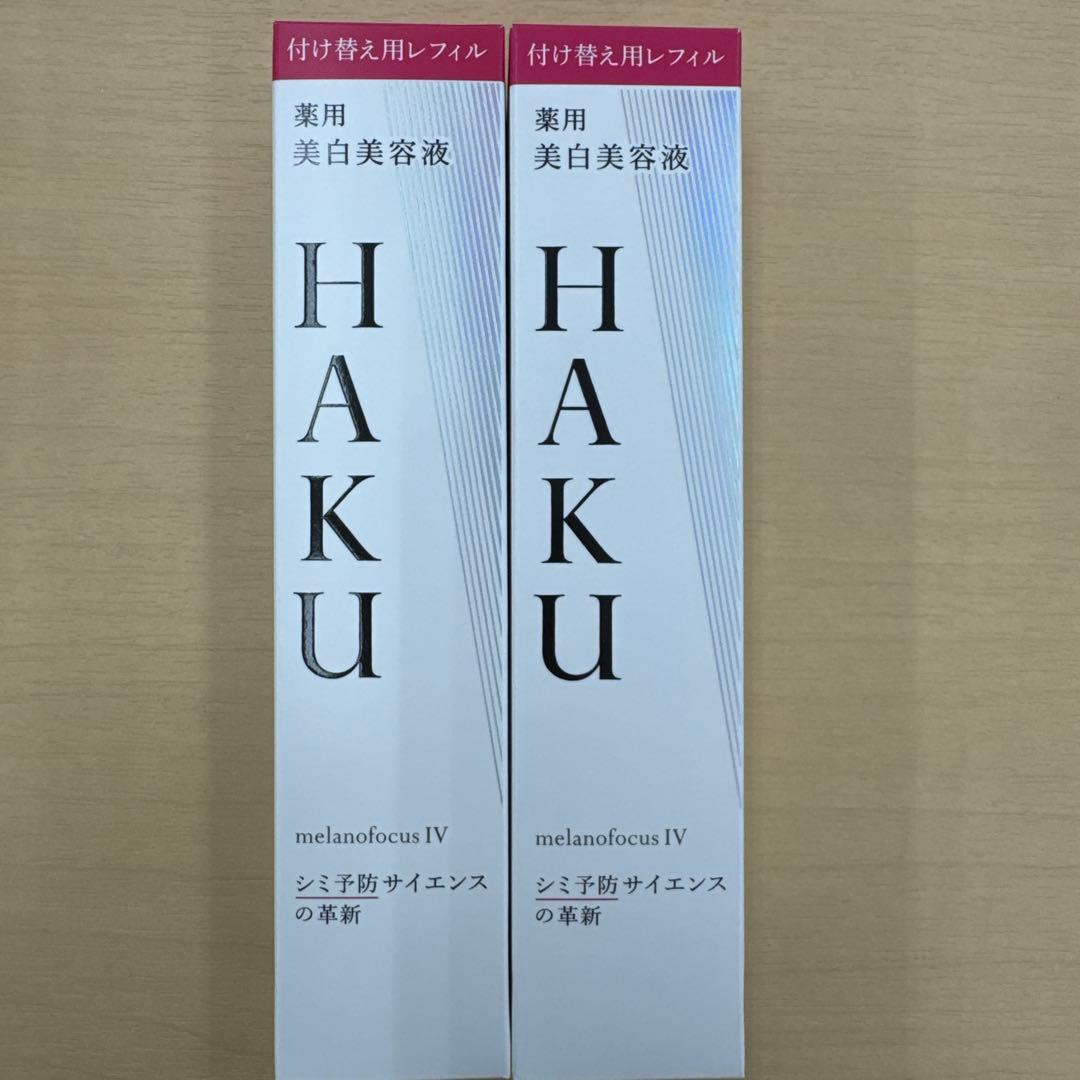 付け替え用レフィル
薬用
美白美容液
HAKU
melanofocus IV
シミ予防サイエンス
の革新
付け替え用レフィル
薬用
美白美容液
HAKU
melanofocus IV
シミ予防サイエンス
の革新